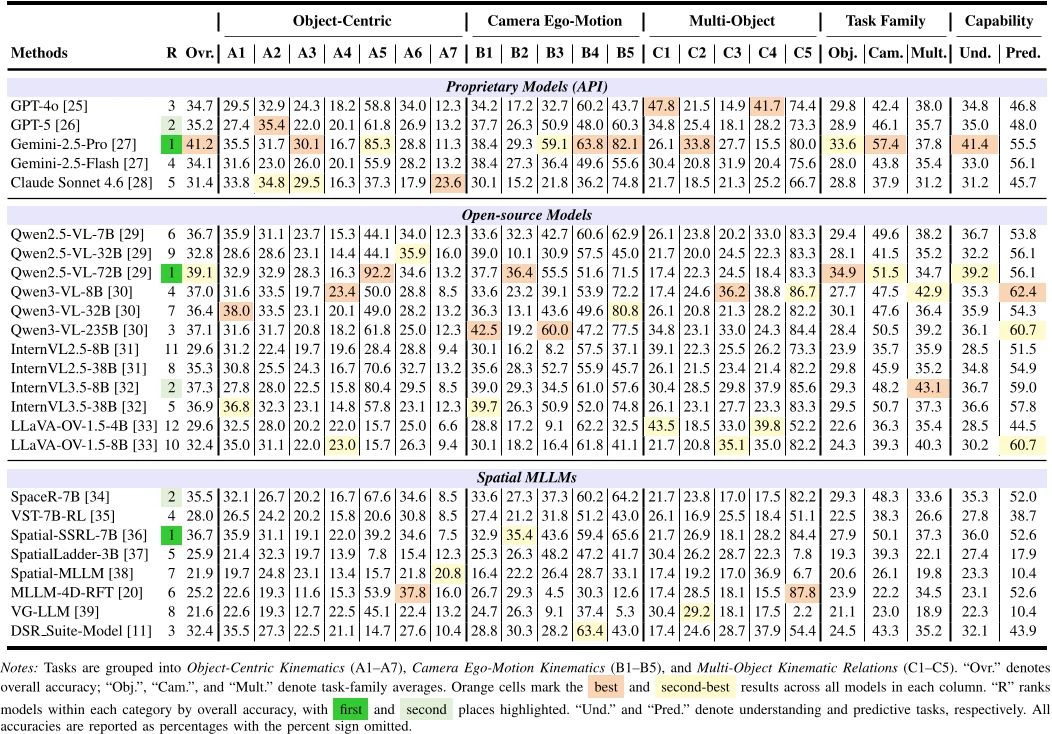 Object-Centric Camera Ego-Motion Multi-Object Task Family Capability
Methods R Ovr. A1 A2 A3 A4 A5 A6 A7 B1 B2 B3 B4 B5 C1 C2 C3 C4 C5 Obj. Cam. Mult. Und. Pred.
Proprietary Models (API)
GPT-4o [25] 3 34.7 29.5 32.9 24.3 18.2 58.8 34.0 12.3 34.2 17.2 32.7 60.2 43.7 47.8 21.5 14.9 41.7 74.4 29.8 42.4 38.0 34.8 46.8
GPT-5 [26] 2 35.2 27.4 35.4 22.0 20.1 61.8 26.9 13.2 37.7 26.3 50.9 48.0 60.3 34.8 25.4 18.1 28.2 73.3 28.9 46.1 35.7 35.0 48.0
Gemini-2.5-Pro [27] 1 41.2 35.5 31.7 30.1 16.7 85.3 28.8 11.3 38.4 29.3 59.1 63.8 82.1 26.1 33.8 27.7 15.5 80.0 33.6 57.4 37.8 41.4 55.5
Gemini-2.5-Flash [27] 4 34.1 31.6 23.0 26.0 20.1 55.9 28.2 13.2 38.4 27.3 36.4 49.6 55.6 30.4 20.8 31.9 20.4 75.6 28.0 43.8 35.4 33.0 56.1
Claude Sonnet 4.6 [28] 5 31.4 33.8 34.8 29.5 16.3 37.3 17.9 23.6 30.1 15.2 21.8 36.2 74.8 21.7 18.5 21.3 25.2 66.7 28.8 37.9 31.2 31.2 45.7
Open-source Models
Qwen2.5-VL-7B [29] 6 36.7 35.9 31.1 23.7 15.3 44.1 34.0 12.3 33.6 32.3 42.7 60.6 62.9 26.1 23.8 20.2 33.0 83.3 29.4 49.6 38.2 36.7 53.8
Qwen2.5-VL-32B [29] 9 32.8 28.6 28.6 23.1 14.4 44.1 35.9 16.0 39.0 10.1 30.9 57.5 45.0 21.7 20.0 24.5 22.3 83.3 28.1 41.5 35.2 32.2 56.1
Qwen2.5-VL-72B [29] 1 39.1 32.9 32.9 28.3 16.3 92.2 34.6 13.2 37.7 36.4 55.5 51.6 71.5 17.4 22.3 24.5 18.4 83.3 34.9 51.5 34.7 39.2 56.1
Qwen3-VL-8B [30] 4 37.0 31.6 33.5 19.7 23.4 50.0 28.8 8.5 33.6 23.2 39.1 53.9 72.2 17.4 24.6 36.2 38.8 86.7 27.7 47.5 42.9 35.3 62.4
Qwen3-VL-32B [30] 7 36.4 38.0 33.5 23.1 20.1 49.0 28.2 13.2 36.3 13.1 43.6 49.6 80.8 26.1 20.8 21.3 28.2 82.2 30.1 47.6 36.4 35.9 54.3
Qwen3-VL-235B [30] 3 37.1 31.6 31.7 20.8 18.2 61.8 25.0 12.3 42.5 19.2 60.0 47.2 77.5 34.8 23.1 33.0 24.3 84.4 28.4 50.5 39.2 36.1 60.7
InternVL2.5-8B [31] 11 29.6 31.2 22.4 19.7 19.6 28.4 28.8 9.4 30.1 16.2 8.2 57.5 37.1 39.1 22.3 25.5 26.2 73.3 23.9 35.7 35.9 28.5 51.5
InternVL2.5-38B [31] 8 35.3 30.8 25.5 24.3 16.7 70.6 32.7 13.2 35.6 28.3 52.7 55.9 45.7 26.1 21.5 23.4 21.4 82.2 29.8 45.9 35.2 34.8 54.9
InternVL3.5-8B [32] 2 37.3 27.8 28.0 22.5 15.8 80.4 29.5 8.5 39.0 29.3 34.5 61.0 57.6 30.4 28.5 29.8 37.9 85.6 29.3 48.2 43.1 36.7 59.0
InternVL3.5-38B [32] 5 36.9 36.8 32.3 23.1 14.8 57.8 23.1 12.3 39.7 26.3 50.9 52.0 74.8 26.1 23.1 27.7 23.3 83.3 29.5 50.7 37.3 36.6 57.8
LLaVA-OV-1.5-4B [33] 12 29.6 32.5 28.0 20.2 22.0 15.7 25.0 6.6 28.8 17.2 9.1 62.2 32.5 43.5 18.5 33.0 39.8 52.2 22.6 36.3 35.4 28.5 44.5
LLaVA-OV-1.5-8B [33] 10 32.4 35.0 31.1 22.0 23.0 15.7 26.3 9.4 30.1 18.2 16.4 61.8 41.1 21.7 20.8 35.1 35.0 82.2 24.3 39.3 40.3 30.2 60.7
Spatial MLLMs
SpaceR-7B [34] 2 35.5 32.1 26.7 20.2 16.7 67.6 34.6 8.5 33.6 27.3 37.3 60.2 64.2 21.7 23.8 17.0 17.5 82.2 29.3 48.3 33.6 35.3 52.0
VST-7B-RL [35] 4 28.0 26.5 24.2 20.2 15.8 20.6 30.8 8.5 27.4 21.2 31.8 51.2 43.0 26.1 16.9 25.5 18.4 51.1 22.5 38.3 26.6 27.8 38.7
Spatial-SSRL-7B [36] 1 36.7 35.9 31.1 19.1 22.0 39.2 34.6 7.5 32.9 35.4 43.6 59.4 65.6 21.7 30.0 24.5 20.4 81.1 27.9 50.1 37.3 36.0 52.6
SpatialLadder-3B [37] 5 25.9 21.4 32.3 19.7 13.9 7.8 15.4 12.3 25.3 26.3 48.2 47.2 41.7 30.4 26.2 28.7 22.3 7.8 19.3 39.3 22.1 27.4 17.9
Spatial-MLLM [38] 7 21.9 19.7 24.8 23.1 13.4 15.7 21.8 20.8 16.4 22.2 26.4 28.7 33.1 17.4 19.2 17.0 36.9 6.7 20.6 26.1 19.8 23.3 10.4
MLLM-4D-RFT [20] 6 25.2 22.6 19.3 11.6 15.3 53.9 37.8 16.0 26.7 29.3 4.5 30.3 12.6 17.4 28.5 18.1 15.5 87.8 23.9 22.2 34.5 23.1 52.6
VG-LLM [39] 8 21.6 22.6 19.3 12.7 22.5 45.1 22.4 13.2 24.7 26.3 9.1 37.4 5.3 30.4 29.2 18.1 17.5 2.2 21.1 23.0 18.9 22.3 10.4
DSR_Suite-Model [11] 3 32.4 35.5 27.3 22.5 21.1 14.7 27.6 10.4 28.8 30.3 28.2 63.4 43.0 17.4 24.6 28.7 37.9 54.4 24.5 43.3 35.2 32.1 43.9
Notes: Tasks are grouped into Object-Centric Kinematics (A1–A7), Camera Ego-Motion Kinematics (B1–B5), and Multi-Object Kinematic Relations (C1–C5). “Ovr.” denotes
overall accuracy; “Obj.”, “Cam.”, and “Mult.” denote task-family averages. Orange cells mark the best and second-best results across all models in each column. “R” ranks
models within each category by overall accuracy, with first and second places highlighted. “Und.” and “Pred.” denote understanding and predictive tasks, respectively. All
accuracies are reported as percentages with the percent sign omitted.